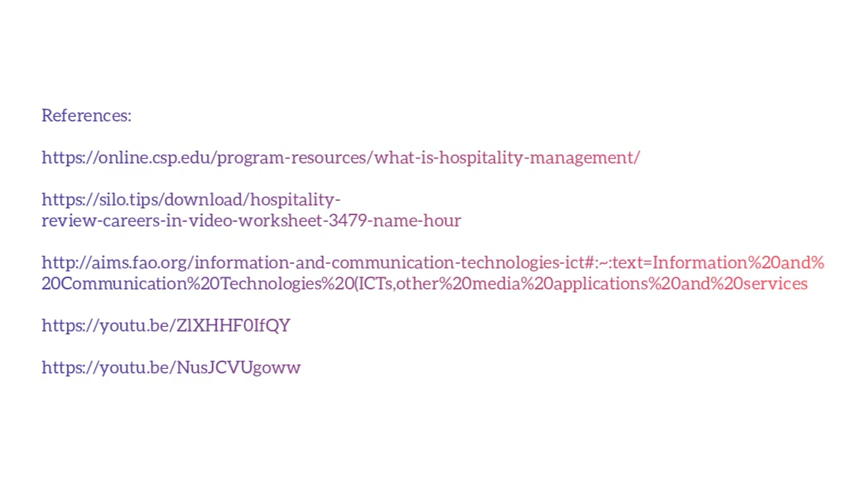 References:
https://online.csp.edu/program-resources/what-is-hospitality-management/
https://silo.tips/download/hospitality-
review-careers-in-video-worksheet-3479-name-hour
http://aims.fao.org/information-and-communication-technologies-ict#:~:text=Information%20and%
20Communication%20Technologies%20(ICTs,other%20media%20applications%20and%20services
https://youtu.be/ZlXHHF0IfQY
https://youtu.be/NusJCVUgoww